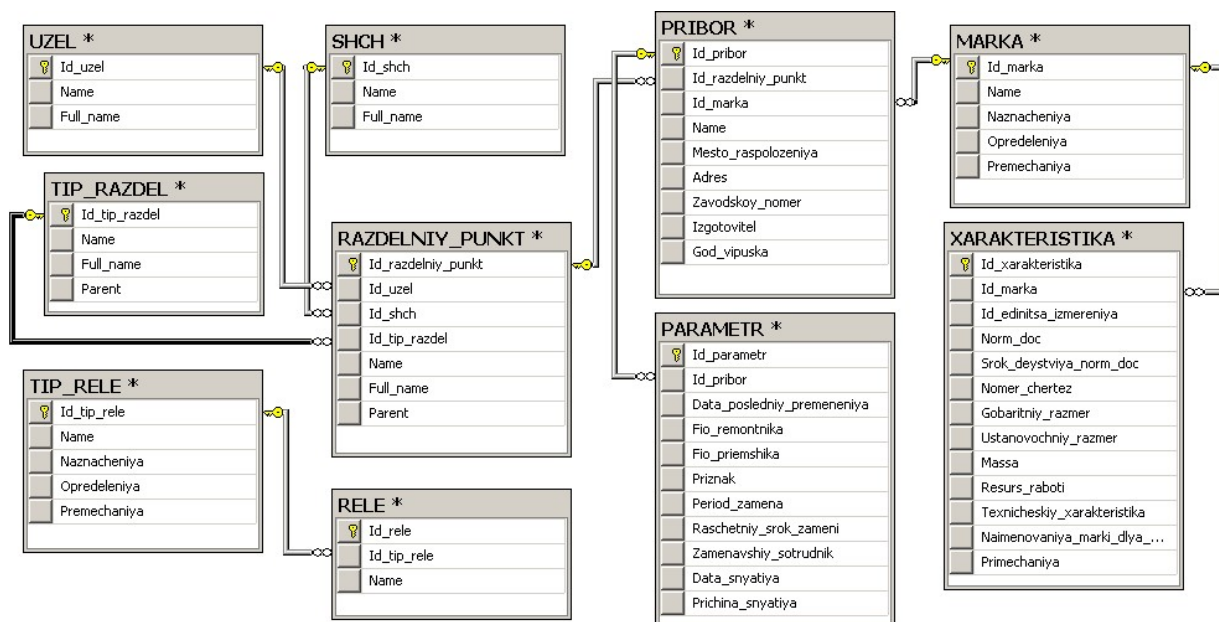 UZEL *
Id_uzel
Name
Full_name
SHCH *
Id_shch
Name
Full_name
PRIBOR *
Id_pribor
Id_razdelniy_punkt
Id_marka
Name
Mesto_raspolozeniya
Adres
Zavodskoy_nomer
Izgotovitel
God_vipuska
MARKA *
Id_marka
Name
Naznacheniya
Opredeleniya
Premechaniya
TIP_RAZDEL *
Id_tip_razdel
Name
Full_name
Parent
RAZDELNIY_PUNKT *
Id_razdelniy_punkt
Id_uzel
Id_shch
Id_tip_razdel
Name
Full_name
Parent
XARAKTERISTIKA *
Id_xarakteristika
Id_marka
Id_edinitsa_izmereniya
Norm_doc
Srok_deystviya_norm_doc
Nomer_chertez
Gobaritniy_razmer
Ustanovochniy_razmer
Massa
Resurs_raboti
Texnicheskiy_xarakteristika
Naimenovaniya_marki_dlya_...
Primechaniya
PARAMETR *
Id_parametr
Id_pribor
Data_posledniy_premeneniya
Fio_remontnika
Fio_priemshika
Priznak
Period_zamena
Raschetniy_srok_zameni
Zamenavshiy_sotrudnik
Data_snyatiya
Prichina_snyatiya
TIP_RELE *
Id_tip_rele
Name
Naznacheniya
Opredeleniya
Premechaniya
RELE *
Id_rele
Id_tip_rele
Name